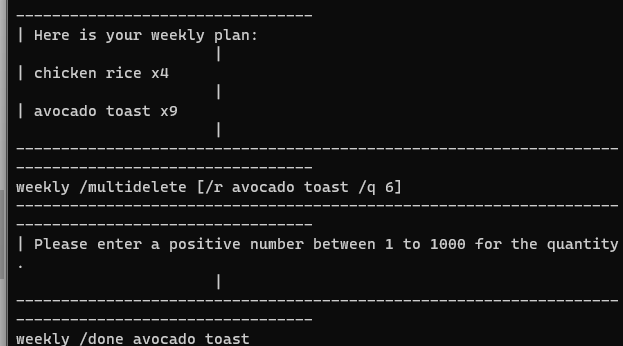 ---------------------------------
| Here is your weekly plan:
|
| chicken rice x4
|
| avocado toast x9
|
-------------------------------------------------------------------
---------------------------------
weekly /multidelete [/r avocado toast /q 6]
-------------------------------------------------------------------
---------------------------------
| Please enter a positive number between 1 to 1000 for the quantity
.
|
-------------------------------------------------------------------
---------------------------------
weekly /done avocado toast